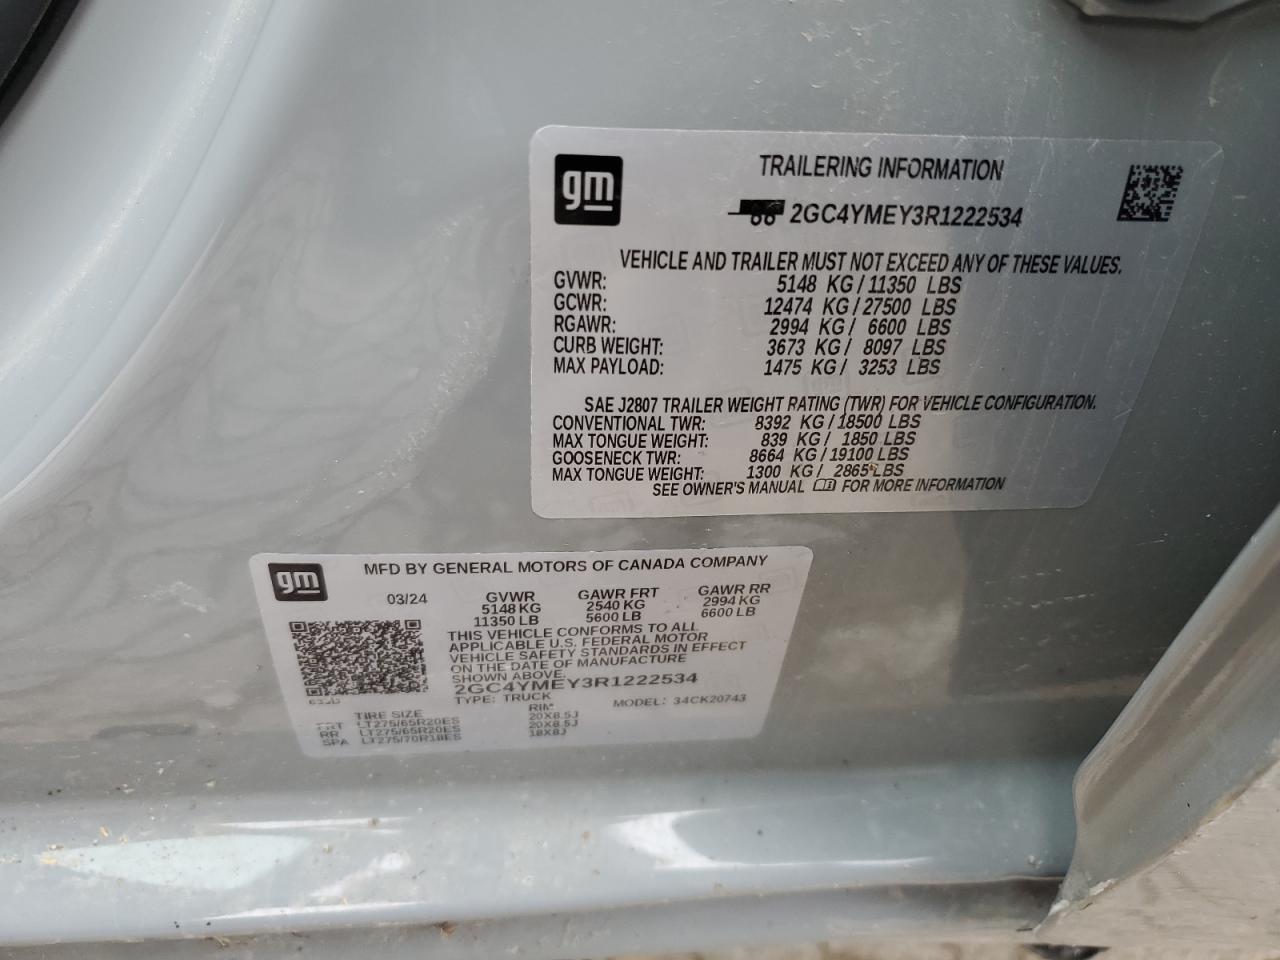 gm
TRAILERING INFORMATION
2GC4YMEY3R1222534
VEHICLE AND TRAILER MUST NOT EXCEED ANY OF THESE VALUES.
GVWR: 5148 KG / 11350 LBS
GCWR: 12474 KG / 27500 LBS
RGAWR: 2994 KG / 6600 LBS
CURB WEIGHT: 3673 KG / 8097 LBS
MAX PAYLOAD: 1475 KG / 3253 LBS
SAE J2807 TRAILER WEIGHT RATING (TWR) FOR VEHICLE CONFIGURATION.
CONVENTIONAL TWR: 8392 KG / 18500 LBS
MAX TONGUE WEIGHT: 839 KG / 1850 LBS
GOOSENECK TWR: 8664 KG / 19100 LBS
MAX TONGUE WEIGHT: 1300 KG / 2865 LBS
SEE OWNER'S MANUAL FOR MORE INFORMATION
gm
MFD BY GENERAL MOTORS OF CANADA COMPANY
03/24 GVWR GAWR FRT GAWR RR
5148 KG 2540 KG 2994 KG
11350 LB 5600 LB 6600 LB
THIS VEHICLE CONFORMS TO ALL
APPLICABLE U.S. FEDERAL MOTOR
VEHICLE SAFETY STANDARDS IN EFFECT
ON THE DATE OF MANUFACTURE
SHOWN ABOVE.
2GC4YMEY3R1222534
TYPE: TRUCK MODEL: 34CK20743
TIRE SIZE RIM
FRT LT275/65R20ES 20X8.5J
RR LT275/65R20ES 20X8.5J
SPA LT275/70R18ES 18X8J